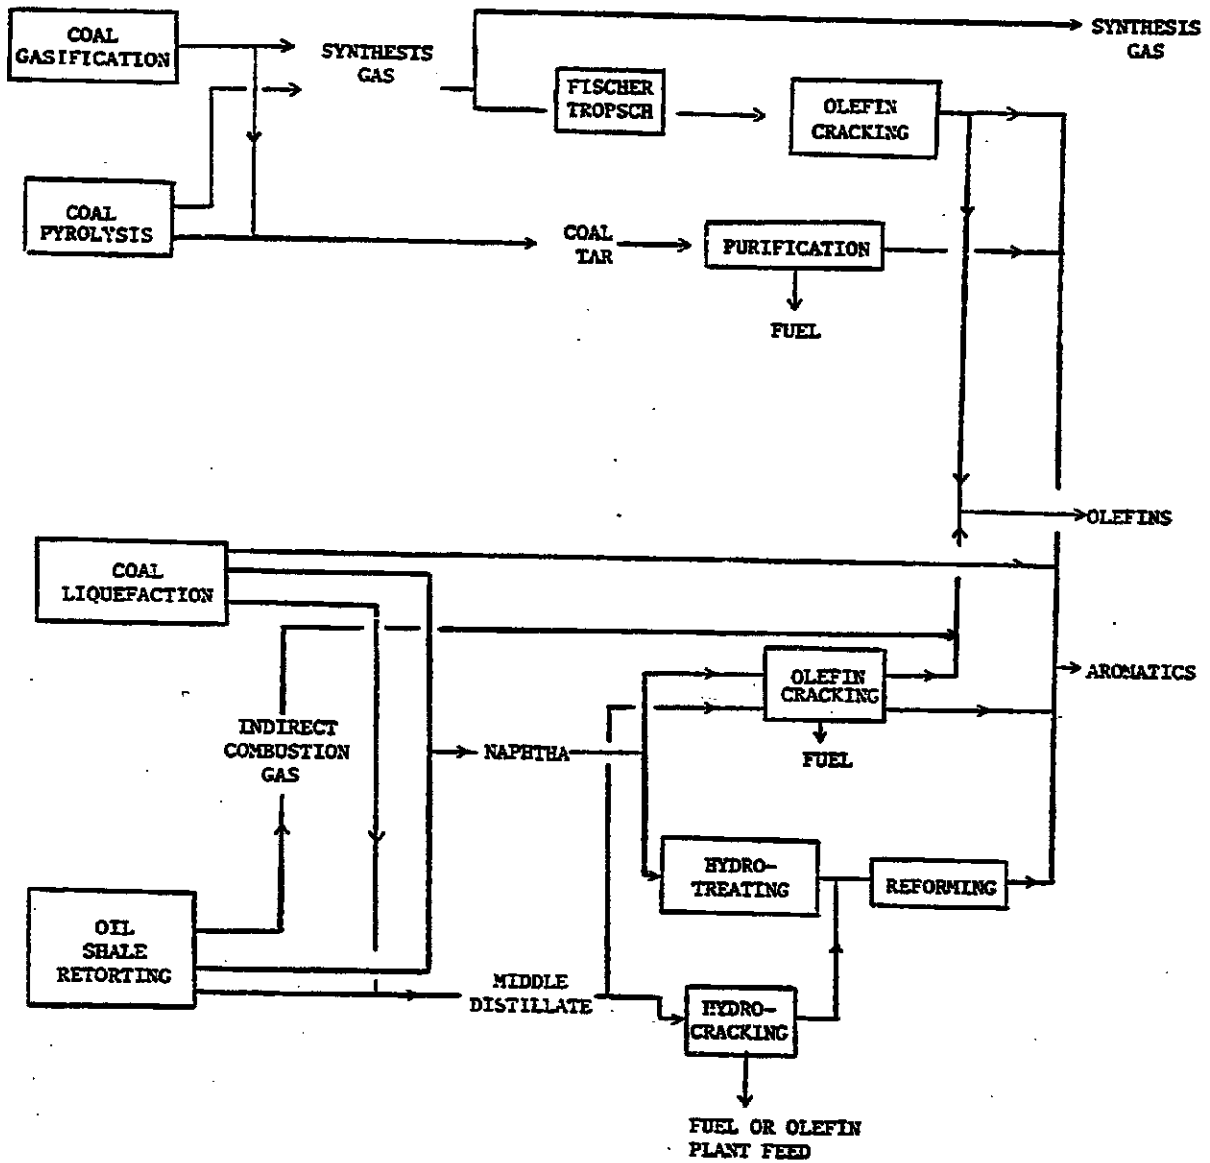 COAL
GASIFICATION
SYNTHESIS
GAS
SYNTHESIS
GAS
FISCHER
TROPSCH
OLEFIN
CRACKING
COAL
PYROLYSIS
COAL
TAR
PURIFICATION
FUEL
OLEFINS
COAL
LIQUEFACTION
OLEFIN
CRACKING
AROMATICS
INDIRECT
COMBUSTION
GAS
NAPHTHA
FUEL
HYDRO-
TREATING
REFORMING
OIL
SHALE
RETORTING
MIDDLE
DISTILLATE
HYDRO-
CRACKING
FUEL OR OLEFIN
PLANT FEED